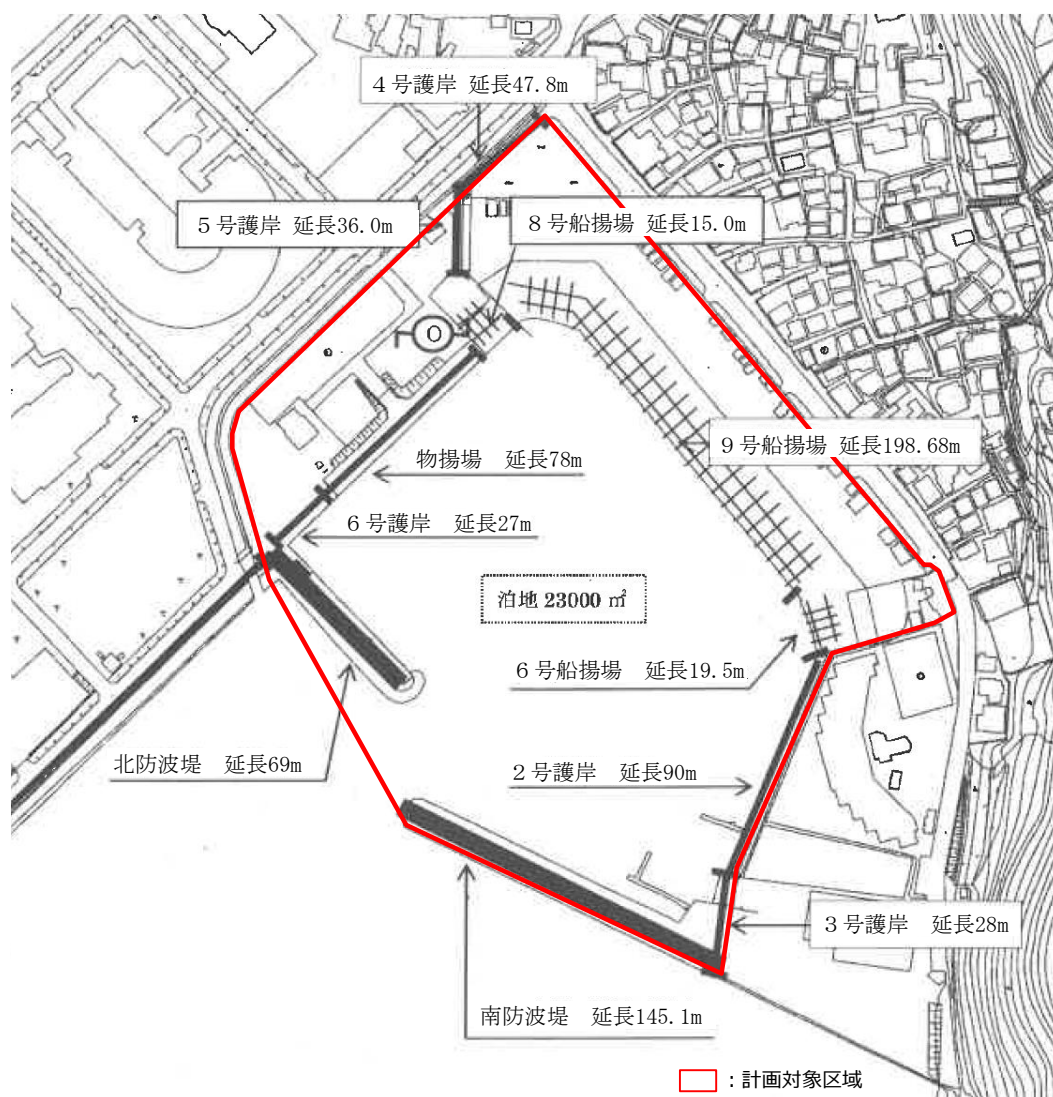 ４号護岸 延長47.8m
５号護岸 延長36.0m
８号船揚場 延長15.0m
９号船揚場 延長198.68m
物揚場 延長78m
６号護岸 延長27m
泊地 23000 ㎡
６号船揚場 延長19.5m
北防波堤 延長69m
２号護岸 延長90m
３号護岸 延長28m
南防波堤 延長145.1m
：計画対象区域